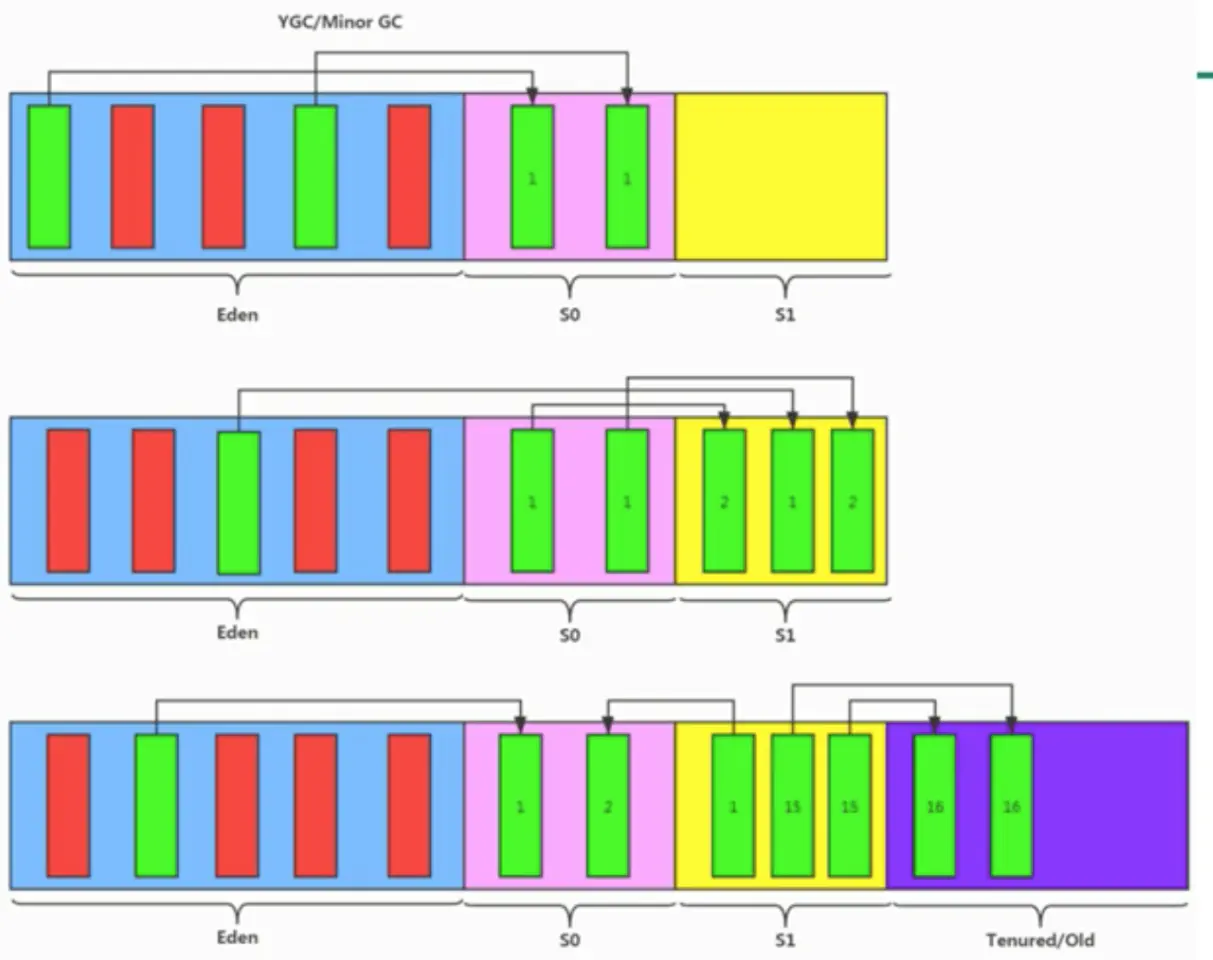 YGC/Minor GC
1 1
Eden S0 S1
1 1 2 1 2
Eden S0 S1
1 2 1 15 15 16 16
Eden S0 S1 Tenured/Old